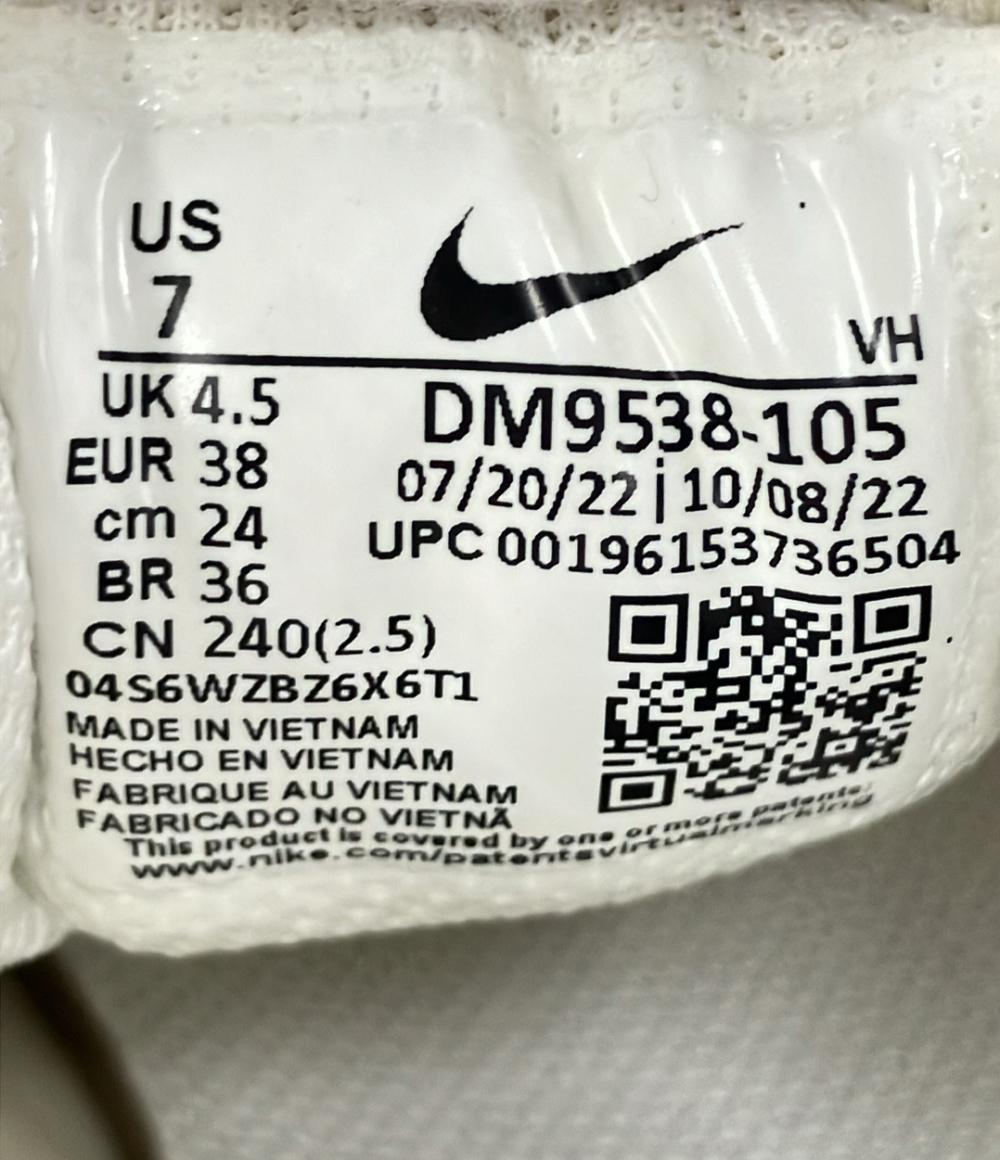 US
7
VH
UK 4.5
EUR 38
cm 24
BR 36
CN 240(2.5)
DM9538-105
07/20/22 | 10/08/22
UPC 00196153736504
04S6WZBZ6X6T1
MADE IN VIETNAM
HECHO EN VIETNAM
FABRIQUE AU VIETNAM
FABRICADO NO VIETNÃ
This product is covered by one or more patents:
www.nike.com/patentsvirtualmarking